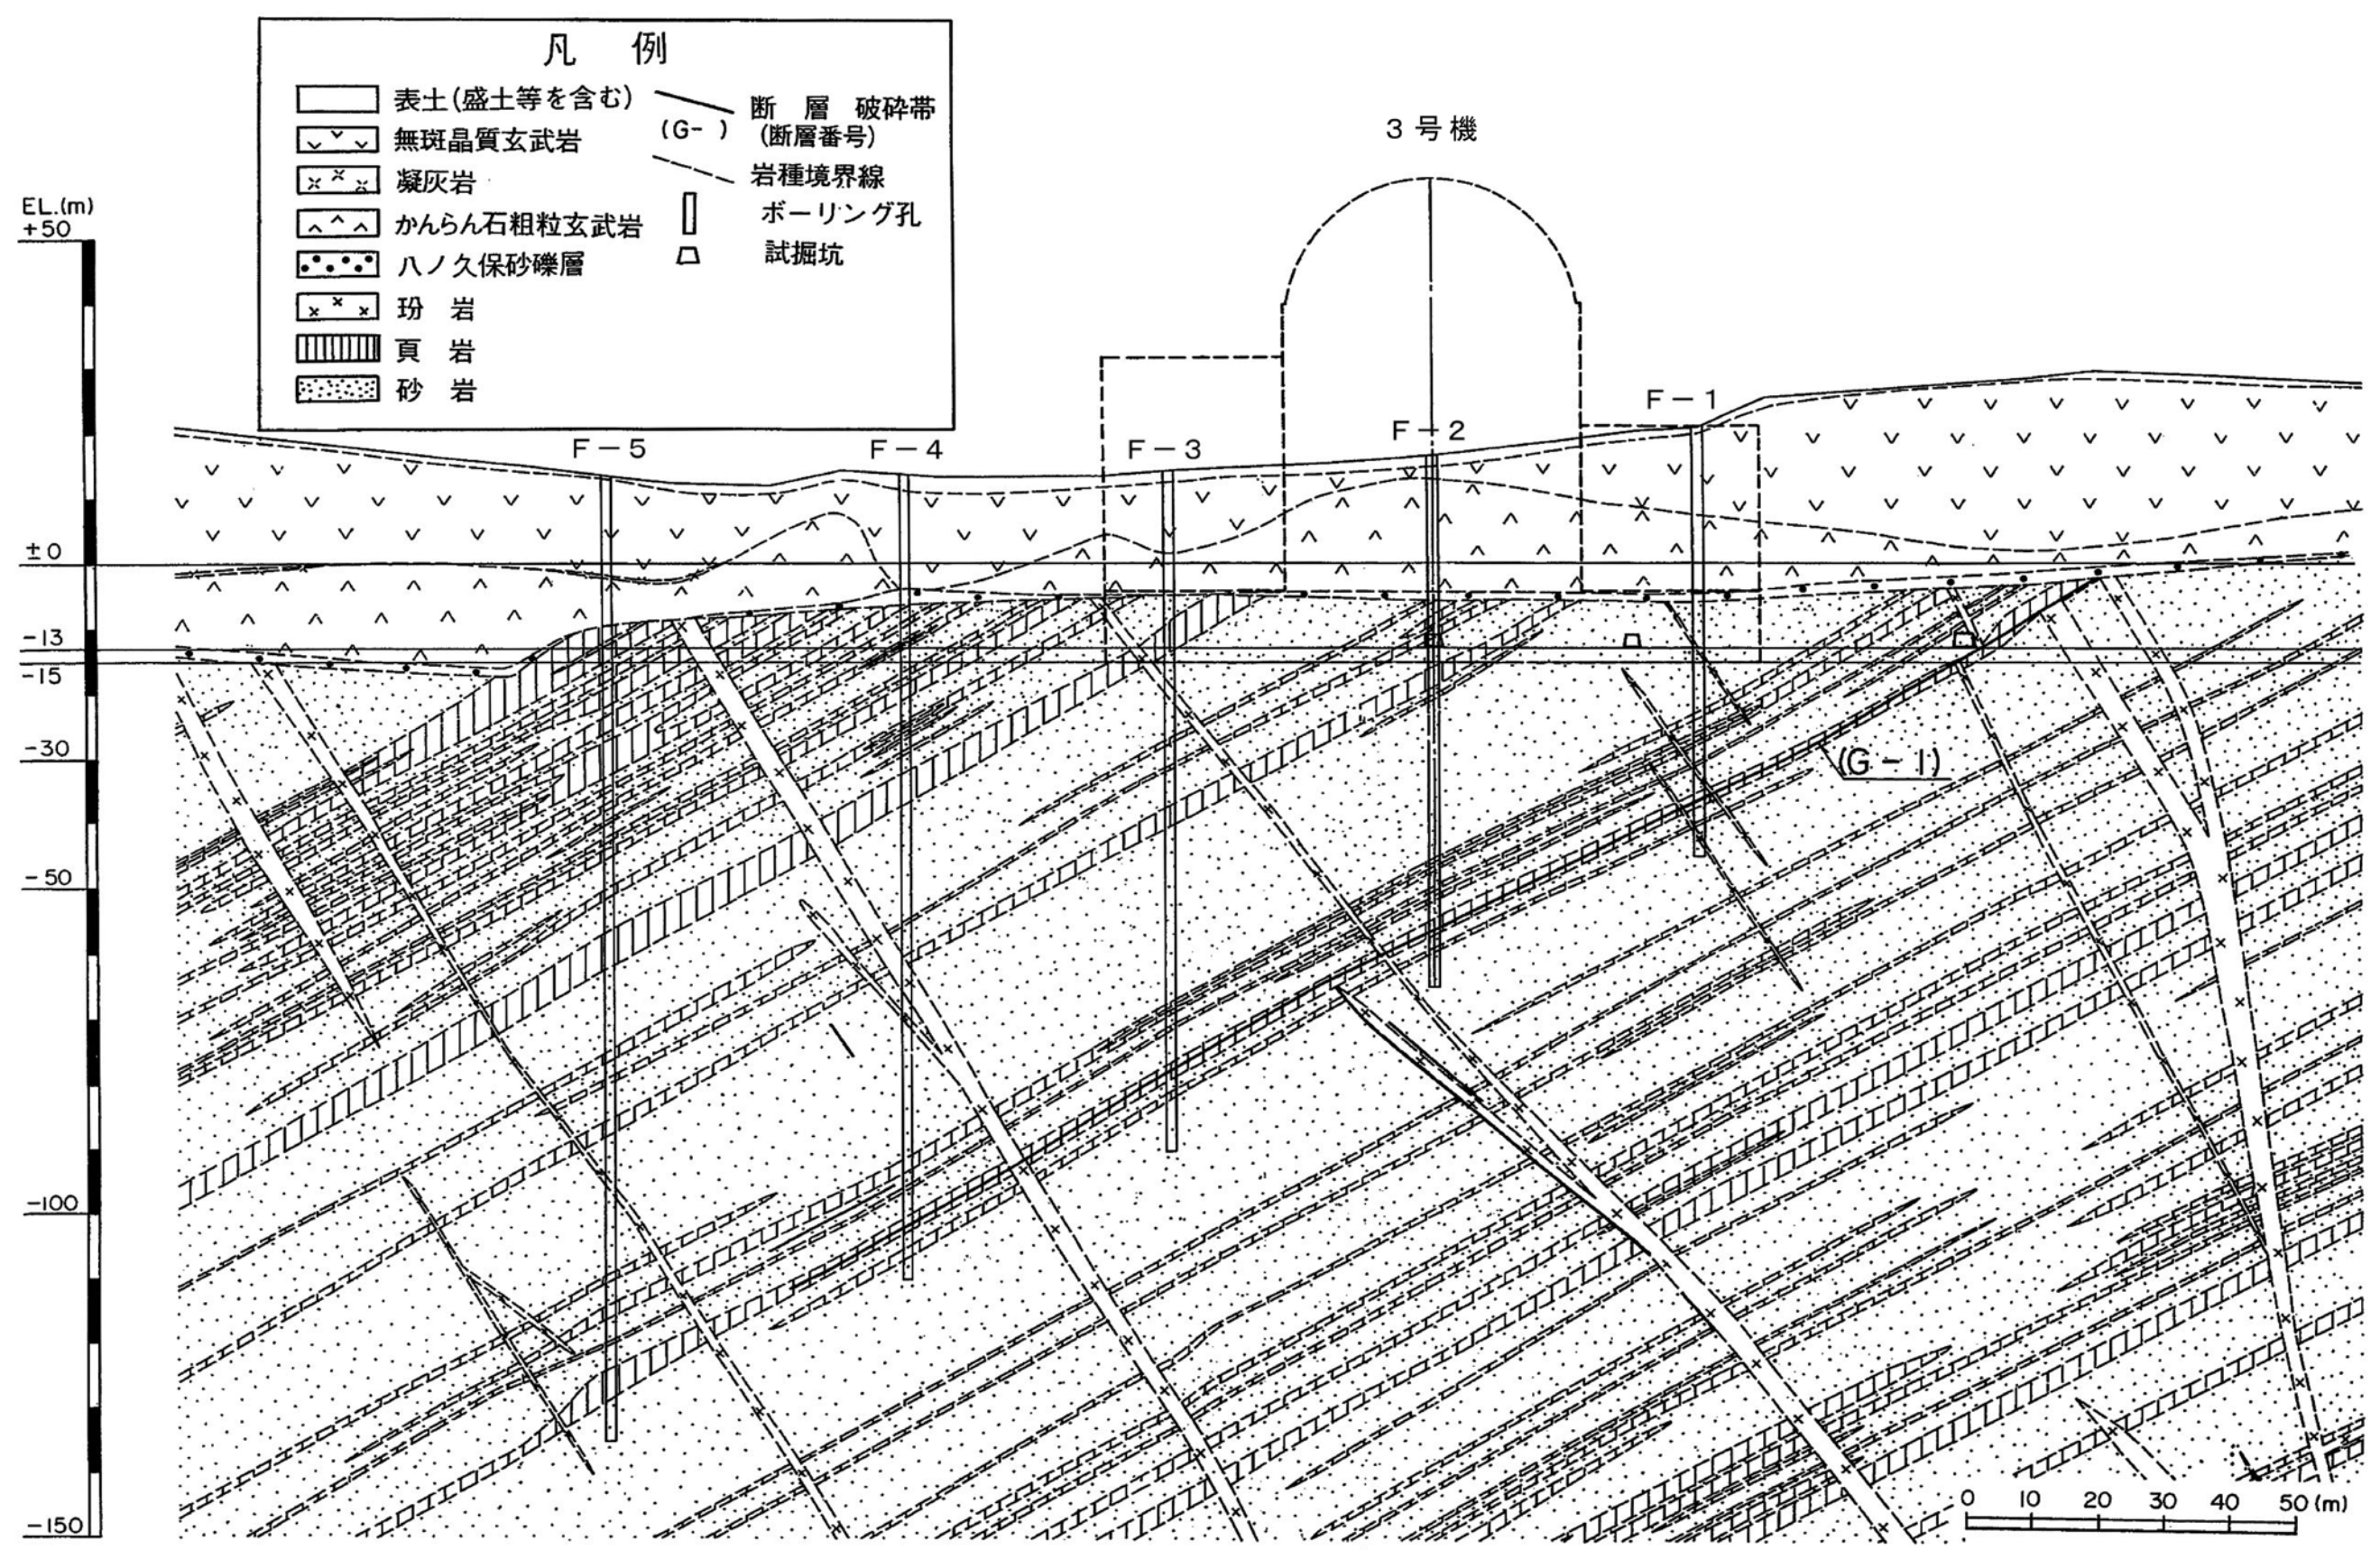 凡 例
表土(盛土等を含む)
無斑晶質玄武岩
凝灰岩
かんらん石粗粒玄武岩
八ノ久保砂礫層
玢 岩
頁 岩
砂 岩
断 層 破砕帯
(G- ) (断層番号)
岩種境界線
ボーリング孔
試掘坑
3号機
EL.(m)
+50
±0
-13
-15
-30
-50
-100
-150
F-5
F-4
F-3
F-2
F-1
(G-1)
0 10 20 30 40 50(m)